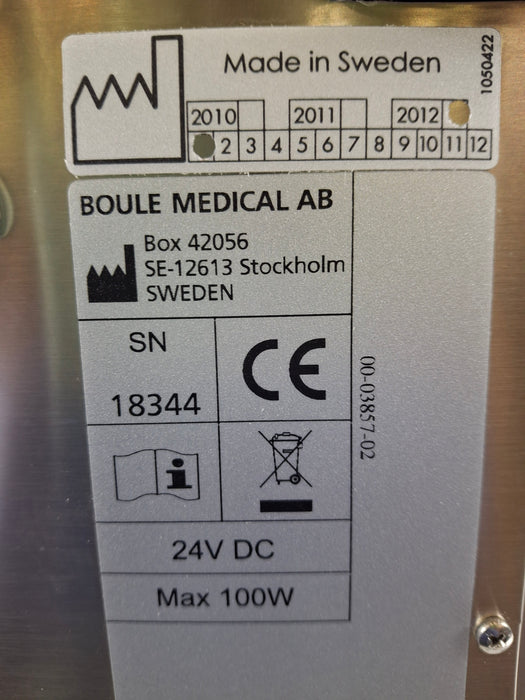 Made in Sweden
1050422
2010 2011 2012
2 3 4 5 6 7 8 9 10 11 12
BOULE MEDICAL AB
Box 42056
SE-12613 Stockholm
SWEDEN
SN
18344
CE
00-03857-02
i
24V DC
Max 100W